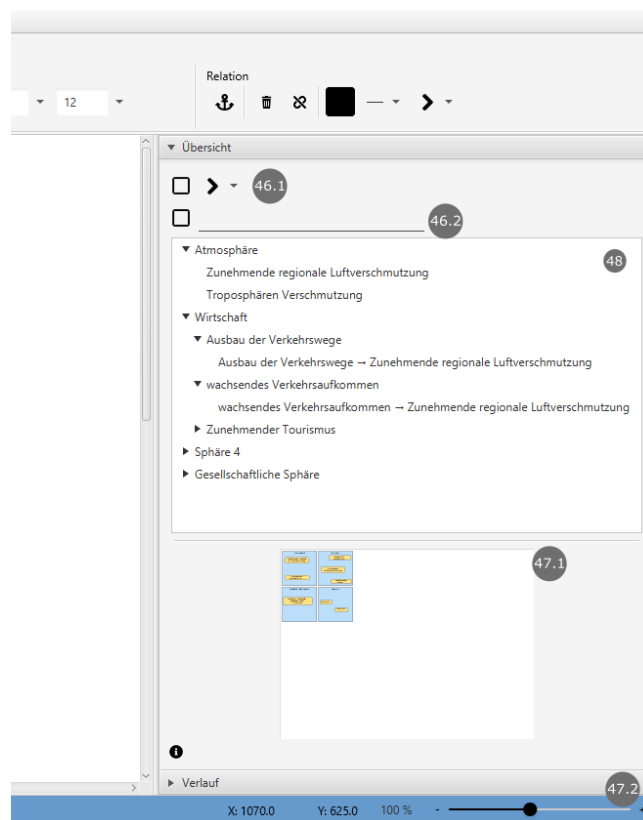 Relation
12
Übersicht
46.1
46.2
48
Atmosphäre
Zunehmende regionale Luftverschmutzung
Troposphären Verschmutzung
Wirtschaft
Ausbau der Verkehrswege
Ausbau der Verkehrswege → Zunehmende regionale Luftverschmutzung
wachsendes Verkehrsaufkommen
wachsendes Verkehrsaufkommen → Zunehmende regionale Luftverschmutzung
Zunehmender Tourismus
Sphäre 4
Gesellschaftliche Sphäre
47.1
Verlauf
47.2
X: 1070.0 Y: 625.0 100 % - +